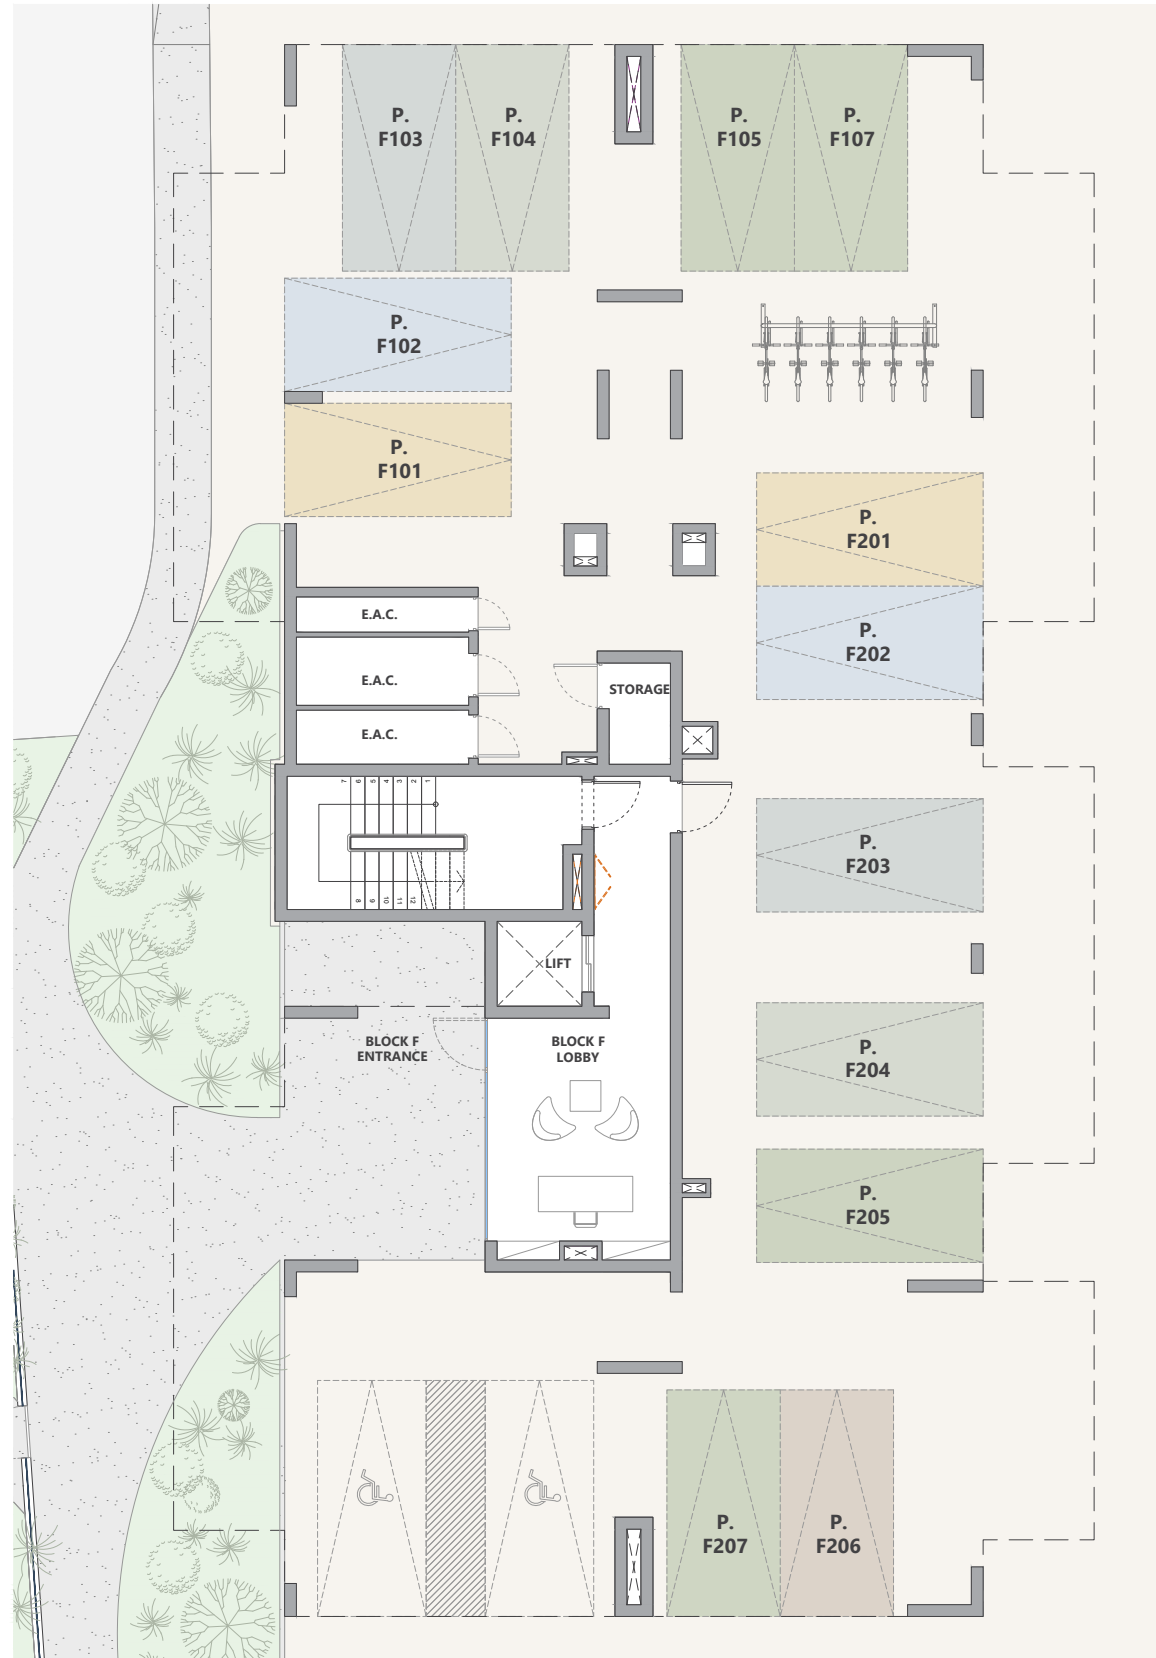 P.
F103
P.
F104
P.
F105
P.
F107
P.
F102
P.
F101
P.
F201
P.
F202
E.A.C.
E.A.C.
STORAGE
E.A.C.
7
6
5
4
3
2
1
P.
F203
8
9
10
11
12
LIFT
BLOCK F
ENTRANCE
BLOCK F
LOBBY
P.
F204
P.
F205
P.
F207
P.
F206